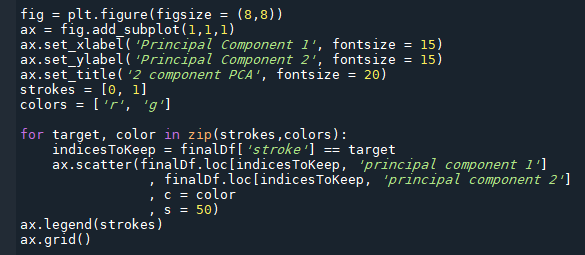 fig = plt.figure(figsize = (8,8))
ax = fig.add_subplot(1,1,1)
ax.set_xlabel('Principal Component 1', fontsize = 15)
ax.set_ylabel('Principal Component 2', fontsize = 15)
ax.set_title('2 component PCA', fontsize = 20)
strokes = [0, 1]
colors = ['r', 'g']
for target, color in zip(strokes,colors):
    indicesToKeep = finalDf['stroke'] == target
    ax.scatter(finalDf.loc[indicesToKeep, 'principal component 1']
               , finalDf.loc[indicesToKeep, 'principal component 2']
               , c = color
               , s = 50)
ax.legend(strokes)
ax.grid()